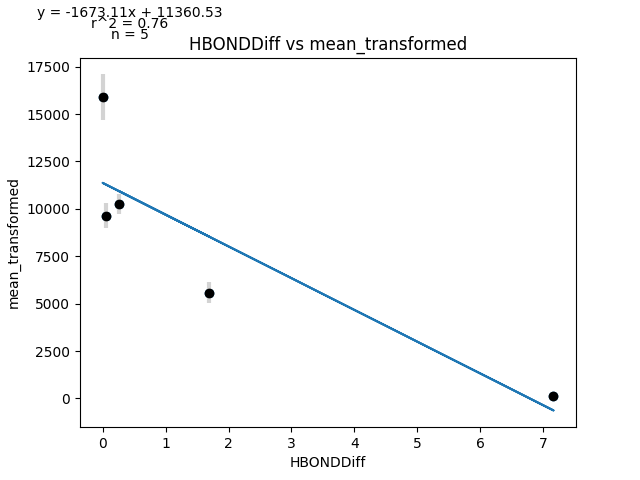 y = -1673.11x + 11360.53
r^2 = 0.76
n = 5
HBONDDiff vs mean_transformed
17500
15000
12500
10000
7500
5000
2500
0
mean_transformed
0 1 2 3 4 5 6 7
HBONDDiff